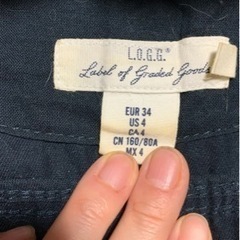 L.O.G.G.
Label of Graded Goods
EUR 34
US 4
CA 4
CN 160/80A
MX 4